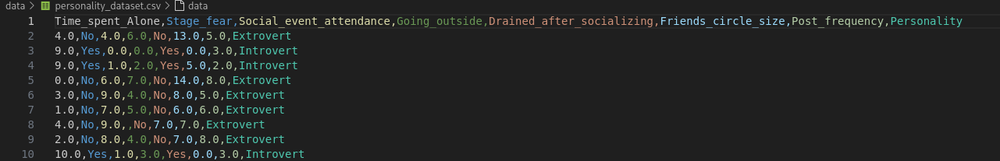 data > personality_dataset.csv > data
1 Time_spent_Alone,Stage_fear,Social_event_attendance,Going_outside,Drained_after_socializing,Friends_circle_size,Post_frequency,Personality
2 4.0,No,4.0,6.0,No,13.0,5.0,Extrovert
3 9.0,Yes,0.0,0.0,Yes,0.0,3.0,Introvert
4 9.0,Yes,1.0,2.0,Yes,5.0,2.0,Introvert
5 0.0,No,6.0,7.0,No,14.0,8.0,Extrovert
6 3.0,No,9.0,4.0,No,8.0,5.0,Extrovert
7 1.0,No,7.0,5.0,No,6.0,6.0,Extrovert
8 4.0,No,9.0,,No,7.0,7.0,Extrovert
9 2.0,No,8.0,4.0,No,7.0,8.0,Extrovert
10 10.0,Yes,1.0,3.0,Yes,0.0,3.0,Introvert